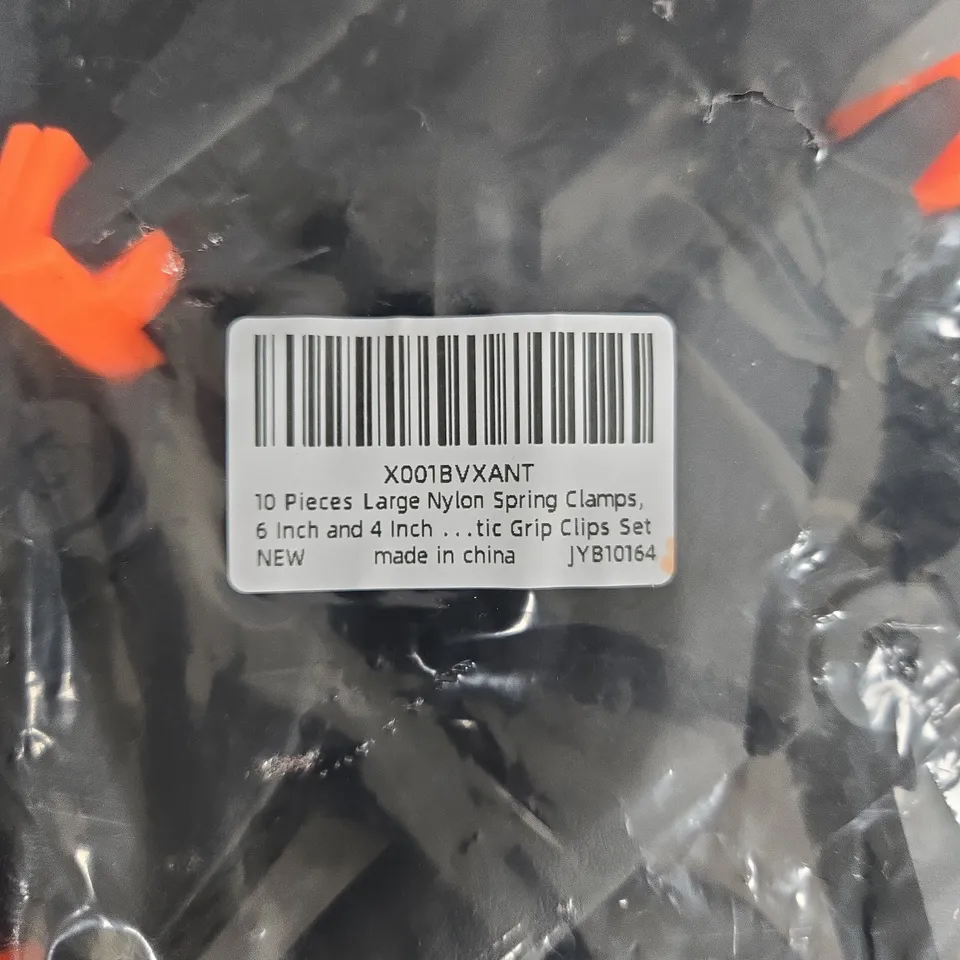 X001BVXANT
10 Pieces Large Nylon Spring Clamps,
6 Inch and 4 Inch ...tic Grip Clips Set
NEW made in china JYB10164